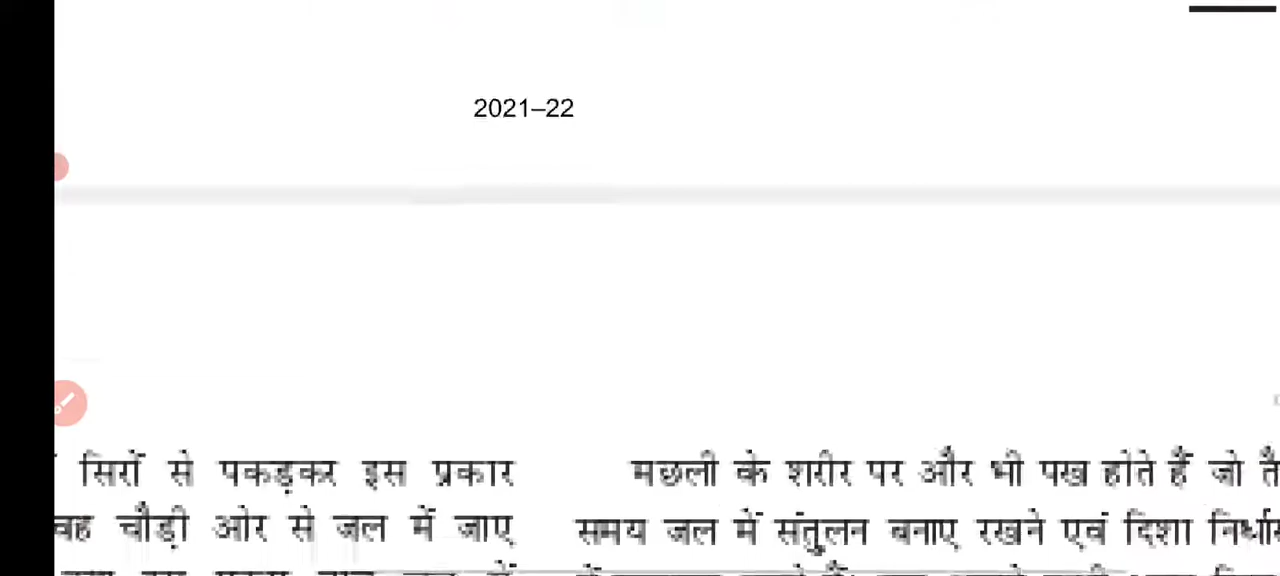 2021–22
सिरों से पकड़कर इस प्रकार
वह चौड़ी ओर से जल में जाए
मछली के शरीर पर और भी पख होते हैं जो
समय जल में संतुलन बनाए रखने एवं दिशा